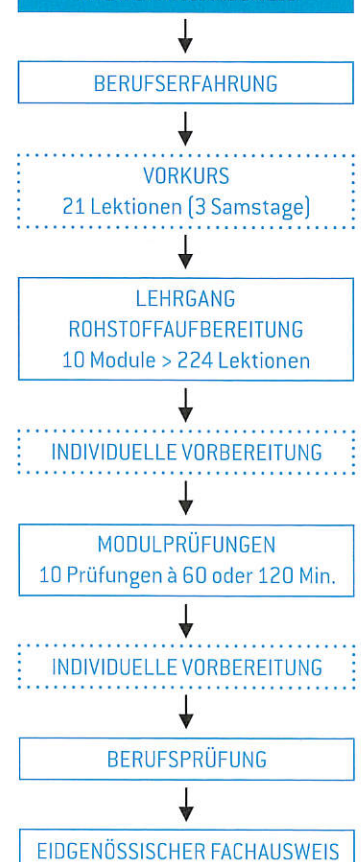 BERUFSERFAHRUNG
VORKURS
21 Lektionen (3 Samstage)
LEHRGANG
ROHSTOFFAUFBEREITUNG
10 Module > 224 Lektionen
INDIVIDUELLE VORBEREITUNG
MODULPRÜFUNGEN
10 Prüfungen à 60 oder 120 Min.
INDIVIDUELLE VORBEREITUNG
BERUFSPRÜFUNG
EIDGENÖSSISCHER FACHAUSWEIS